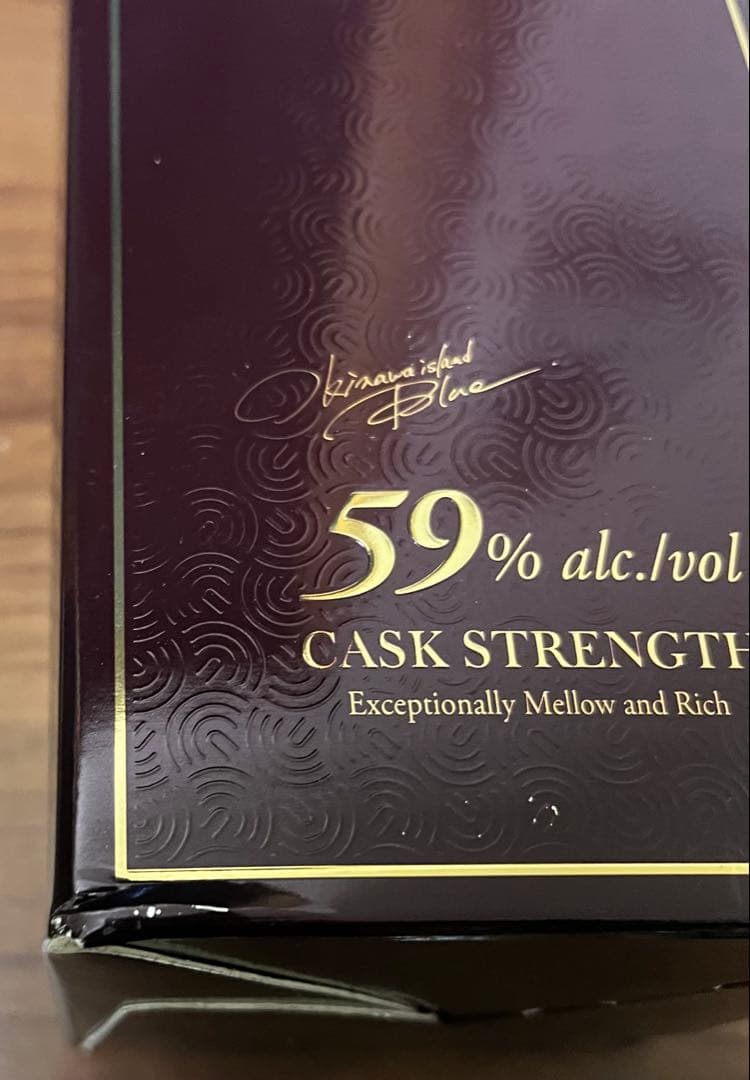 Okinawa island
Blue
59% alc./vol
CASK STRENGTH
Exceptionally Mellow and Rich